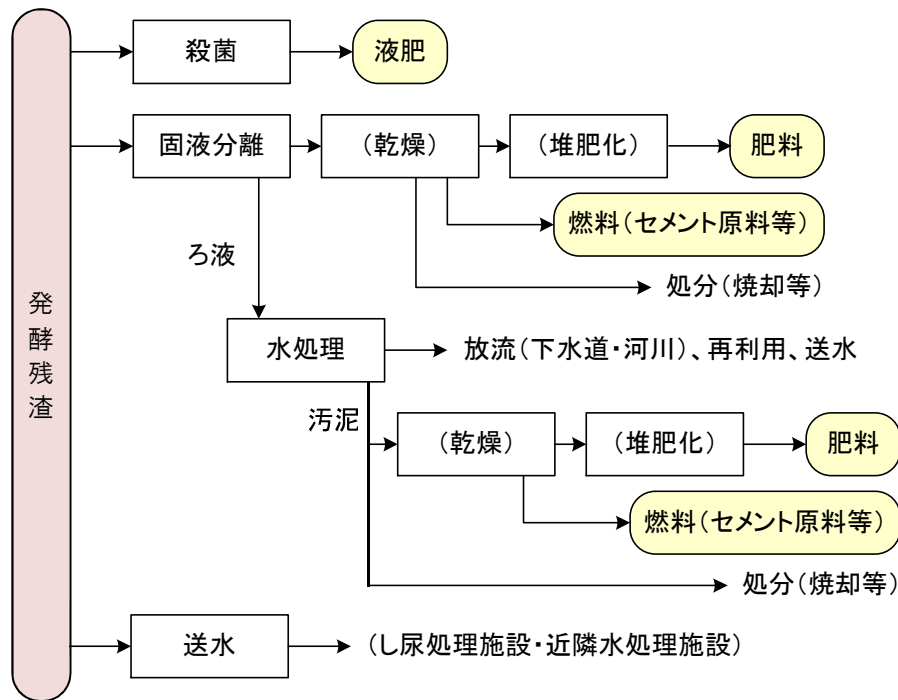 発酵残渣
殺菌
液肥
固液分離
（乾燥）
（堆肥化）
肥料
燃料（セメント原料等）
処分（焼却等）
ろ液
水処理
放流（下水道・河川）、再利用、送水
汚泥
（乾燥）
（堆肥化）
肥料
燃料（セメント原料等）
処分（焼却等）
送水
（し尿処理施設・近隣水処理施設）